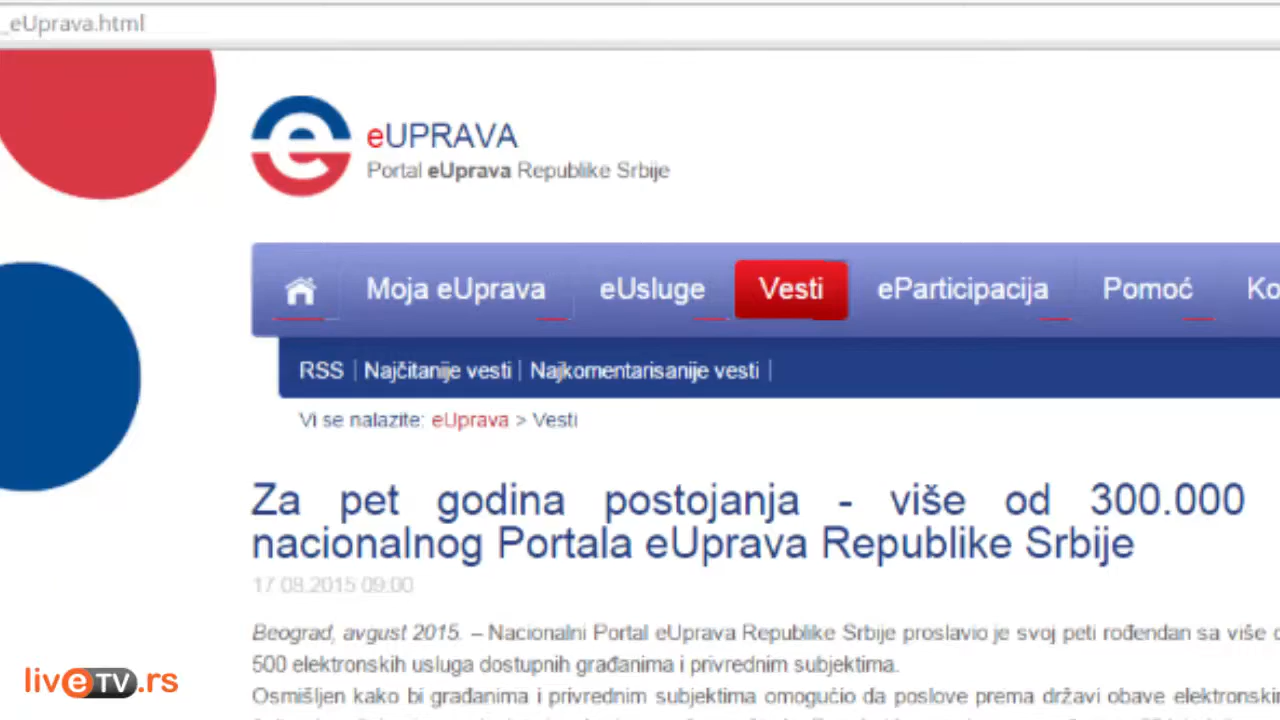 _eUprava.html
eUPRAVA
Portal eUprava Republike Srbije
Moja eUprava eUsluge Vesti eParticipacija Pomoć Ko
RSS | Najčitanije vesti | Najkomentarisanije vesti |
Vi se nalazite: eUprava > Vesti
Za pet godina postojanja - više od 300.000
nacionalnog Portala eUprava Republike Srbije
17.08.2015 09:00
Beograd, avgust 2015. – Nacionalni Portal eUprava Republike Srbije proslavio je svoj peti rođendan sa više
500 elektronskih usluga dostupnih građanima i privrednim subjektima.
Osmišljen kako bi građanima i privrednim subjektima omogućio da poslove prema državi obave elektronskim
liveTV.rs